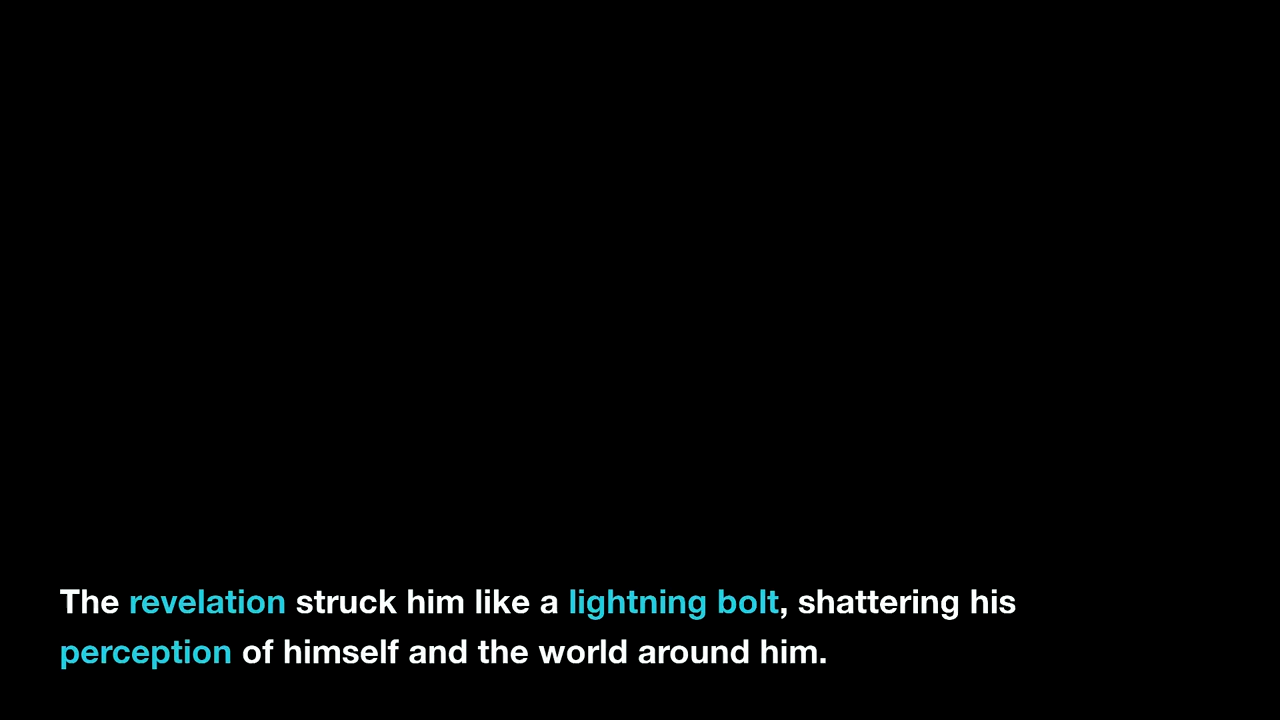 The revelation struck him like a lightning bolt, shattering his
perception of himself and the world around him.